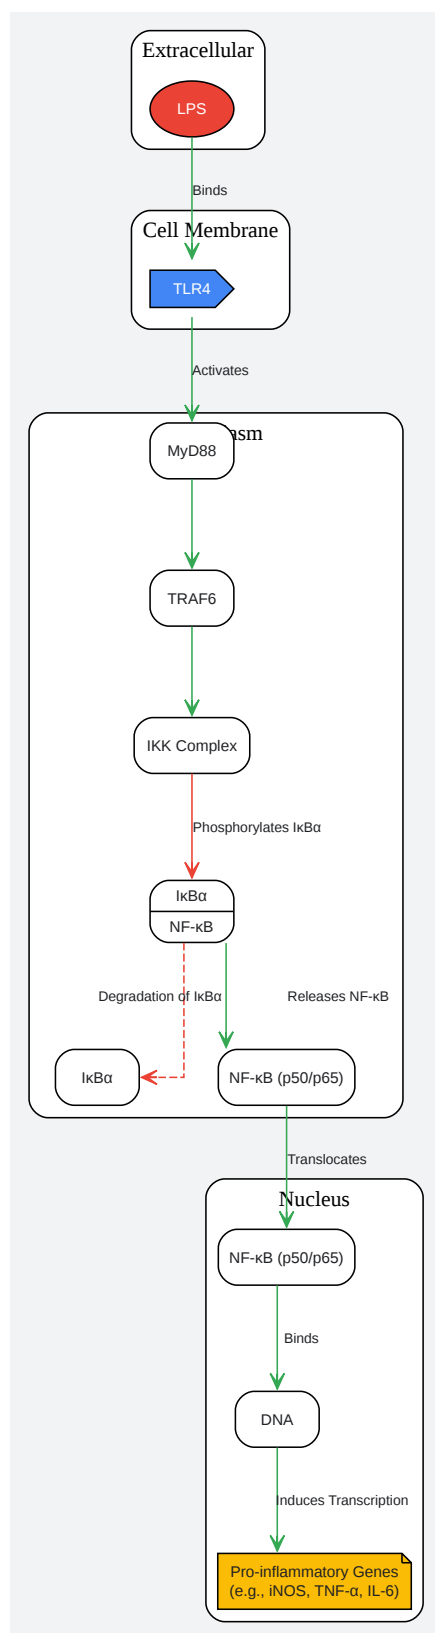 Extracellular
LPS
Binds
Cell Membrane
TLR4
Activates
MyD88
TRAF6
IKK Complex
Phosphorylates IκBα
IκBα
NF-κB
Degradation of IκBα
Releases NF-κB
IκBα
NF-κB (p50/p65)
Translocates
Nucleus
NF-κB (p50/p65)
Binds
DNA
Induces Transcription
Pro-inflammatory Genes
(e.g., iNOS, TNF-α, IL-6)